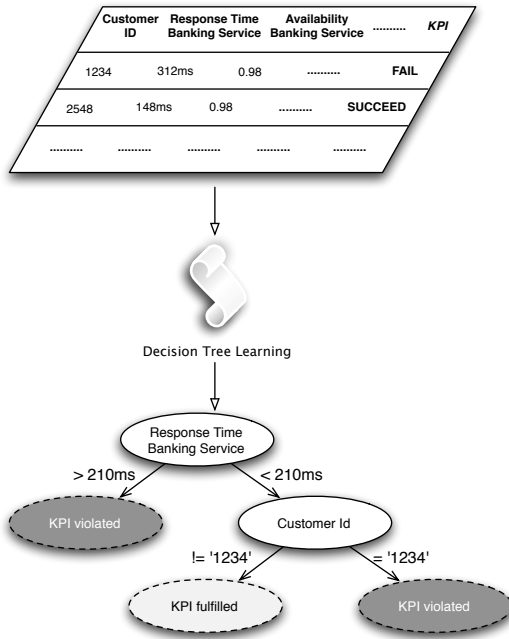 Customer ID Response Time Banking Service Availability Banking Service .......... KPI
1234 312ms 0.98 .......... FAIL
2548 148ms 0.98 .......... SUCCEED
.......... .......... .......... .......... ..........
Decision Tree Learning
Response Time
Banking Service
> 210ms < 210ms
KPI violated
Customer Id
!= '1234' = '1234'
KPI fulfilled KPI violated